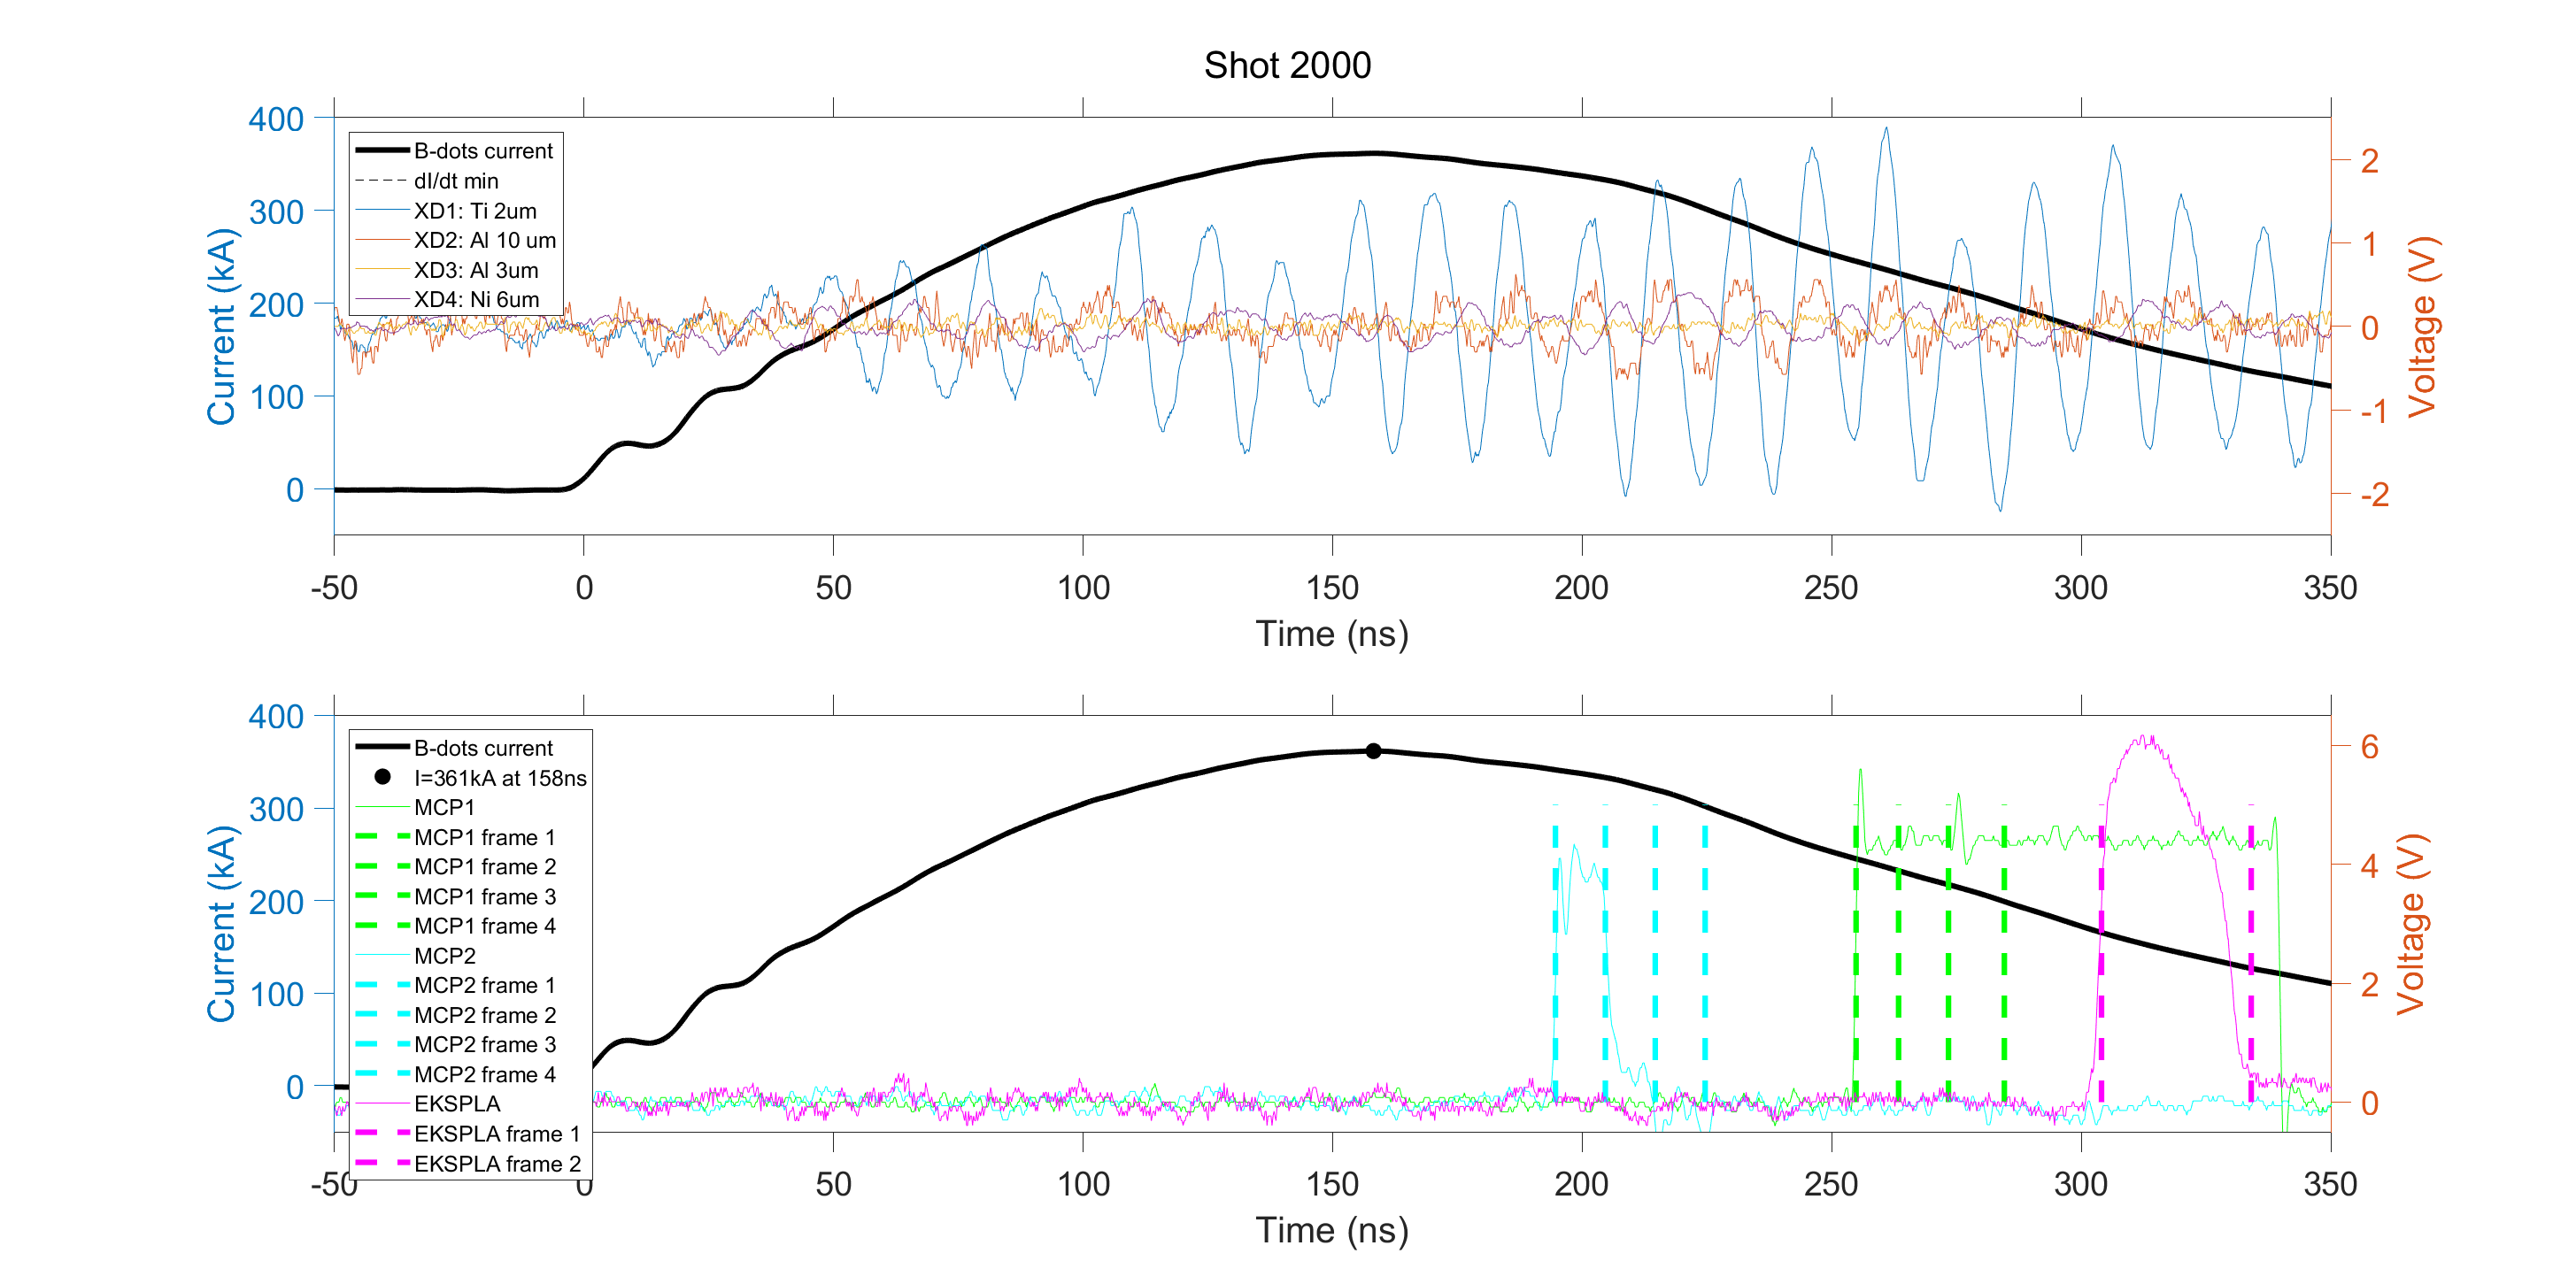 Shot 2000
400
300
200
100
0
Current (kA)
B-dots current
dI/dt min
XD1: Ti 2um
XD2: Al 10 um
XD3: Al 3um
XD4: Ni 6um
2
1
0
-1
-2
Voltage (V)
-50 0 50 100 150 200 250 300 350
Time (ns)
400
300
200
100
0
Current (kA)
B-dots current
I=361kA at 158ns
MCP1
MCP1 frame 1
MCP1 frame 2
MCP1 frame 3
MCP1 frame 4
MCP2
MCP2 frame 1
MCP2 frame 2
MCP2 frame 3
MCP2 frame 4
EKSPLA
EKSPLA frame 1
EKSPLA frame 2
6
4
2
0
Voltage (V)
-50 0 50 100 150 200 250 300 350
Time (ns)